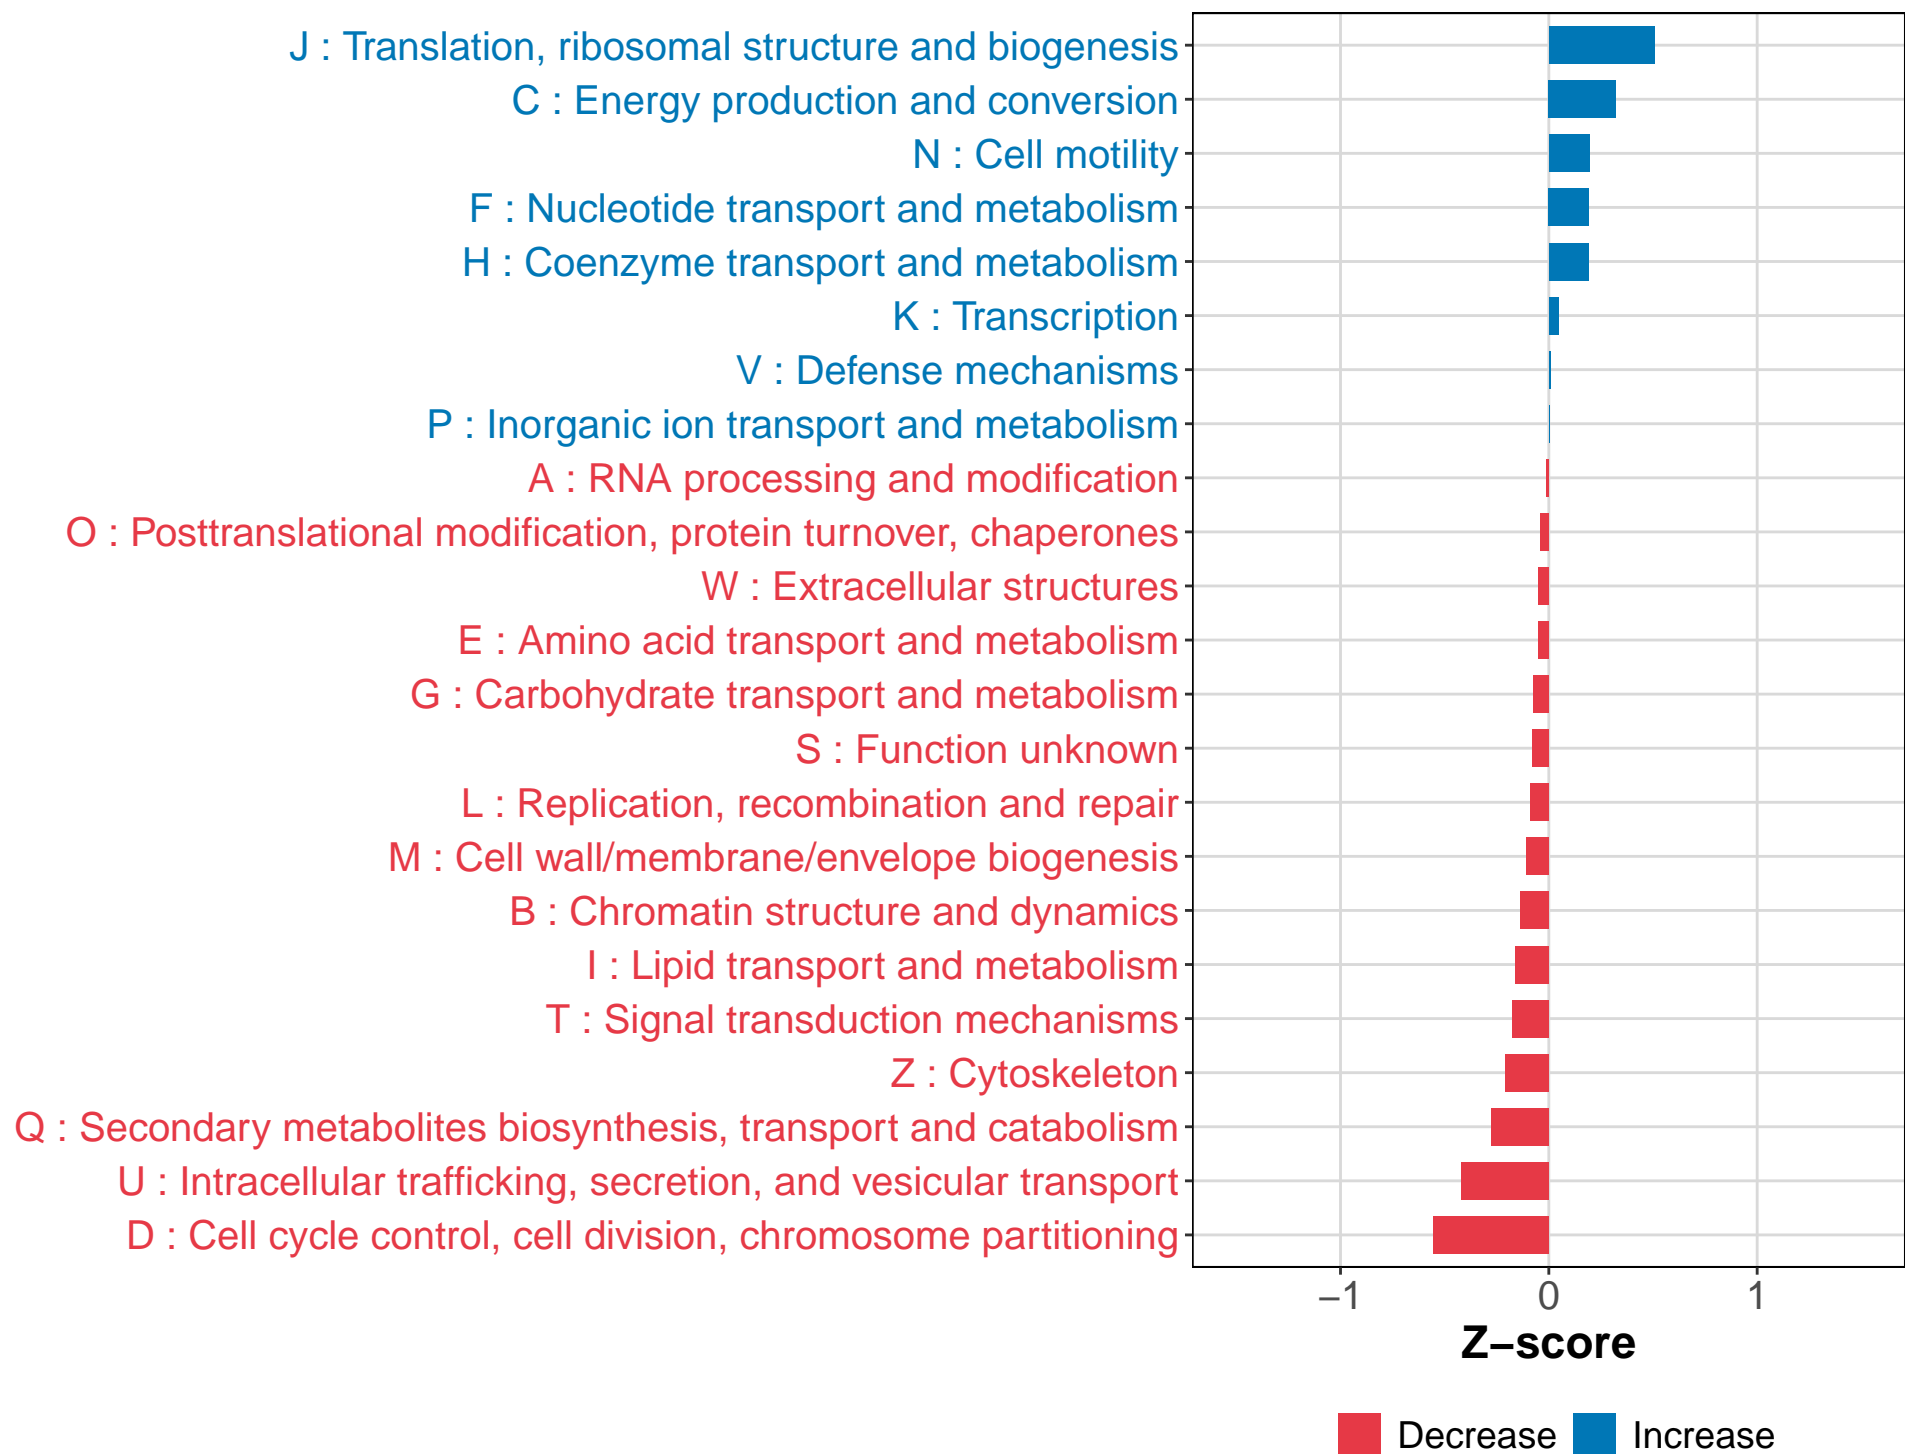 J : Translation, ribosomal structure and biogenesis
C : Energy production and conversion
N : Cell motility
F : Nucleotide transport and metabolism
H : Coenzyme transport and metabolism
K : Transcription
V : Defense mechanisms
P : Inorganic ion transport and metabolism
A : RNA processing and modification
O : Posttranslational modification, protein turnover, chaperones
W : Extracellular structures
E : Amino acid transport and metabolism
G : Carbohydrate transport and metabolism
S : Function unknown
L : Replication, recombination and repair
M : Cell wall/membrane/envelope biogenesis
B : Chromatin structure and dynamics
I : Lipid transport and metabolism
T : Signal transduction mechanisms
Z : Cytoskeleton
Q : Secondary metabolites biosynthesis, transport and catabolism
U : Intracellular trafficking, secretion, and vesicular transport
D : Cell cycle control, cell division, chromosome partitioning
−1 0 1
Z−score
Decrease Increase